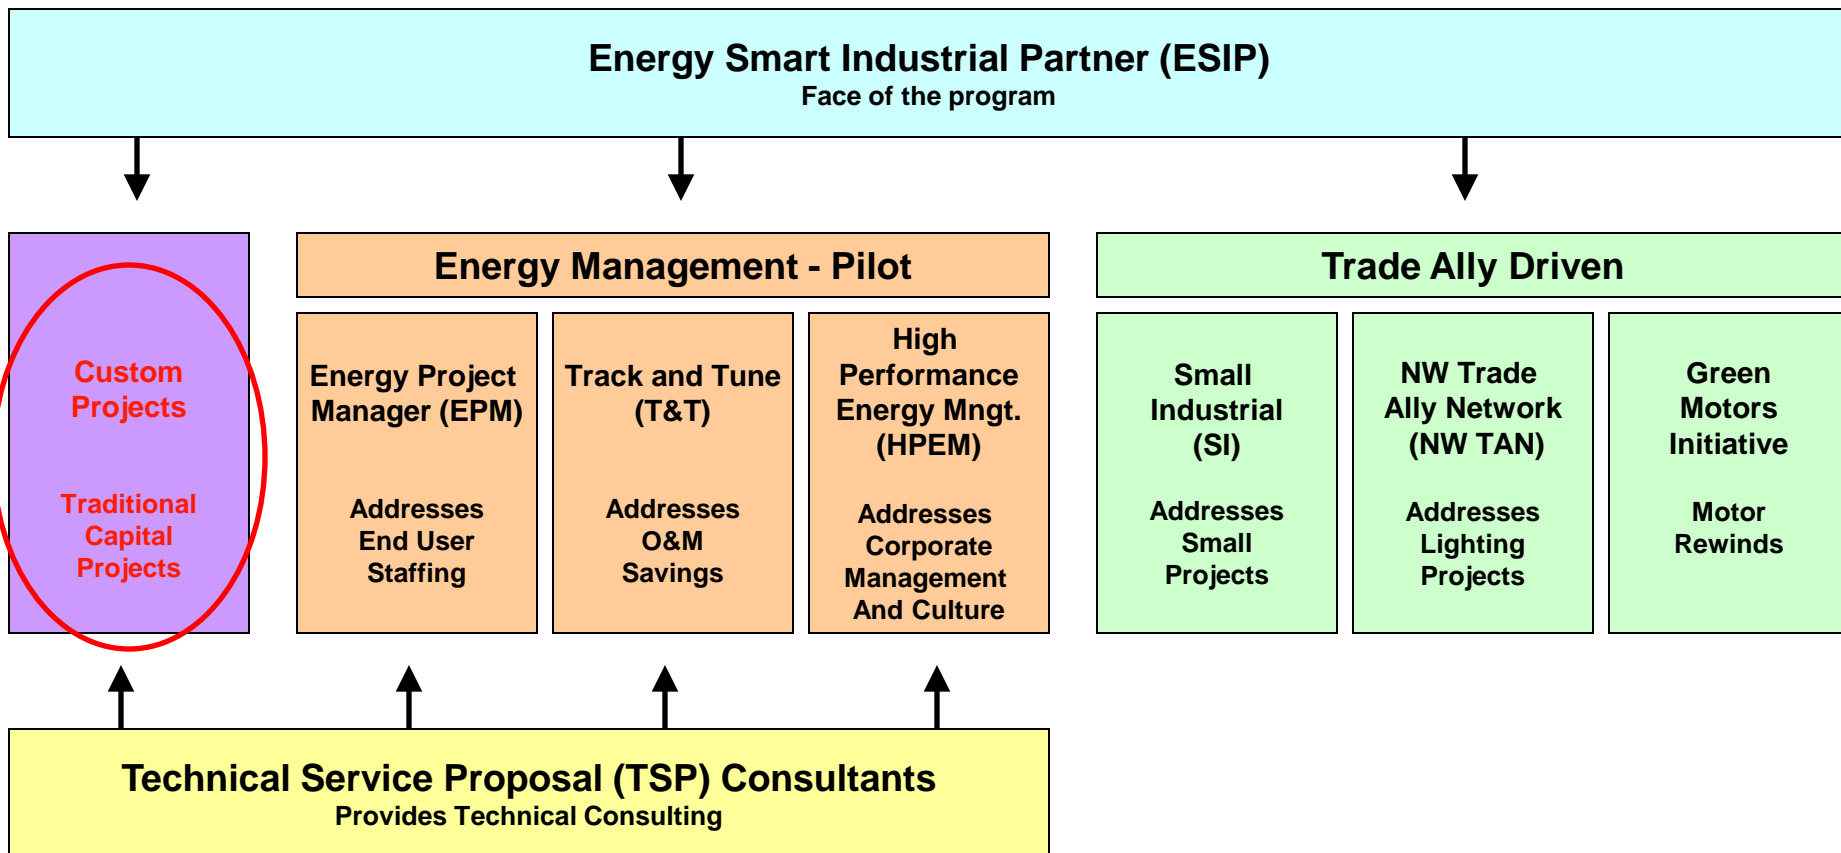 Energy Smart Industrial Partner (ESIP)
Face of the program
Custom
Projects
Traditional
Capital
Projects
Energy Management - Pilot
Energy Project
Manager (EPM)
Addresses
End User
Staffing
Track and Tune
(T&T)
Addresses
O&M
Savings
High
Performance
Energy Mngt.
(HPEM)
Addresses
Corporate
Management
And Culture
Trade Ally Driven
Small
Industrial
(SI)
Addresses
Small
Projects
NW Trade
Ally Network
(NW TAN)
Addresses
Lighting
Projects
Green
Motors
Initiative
Motor
Rewinds
Technical Service Proposal (TSP) Consultants
Provides Technical Consulting